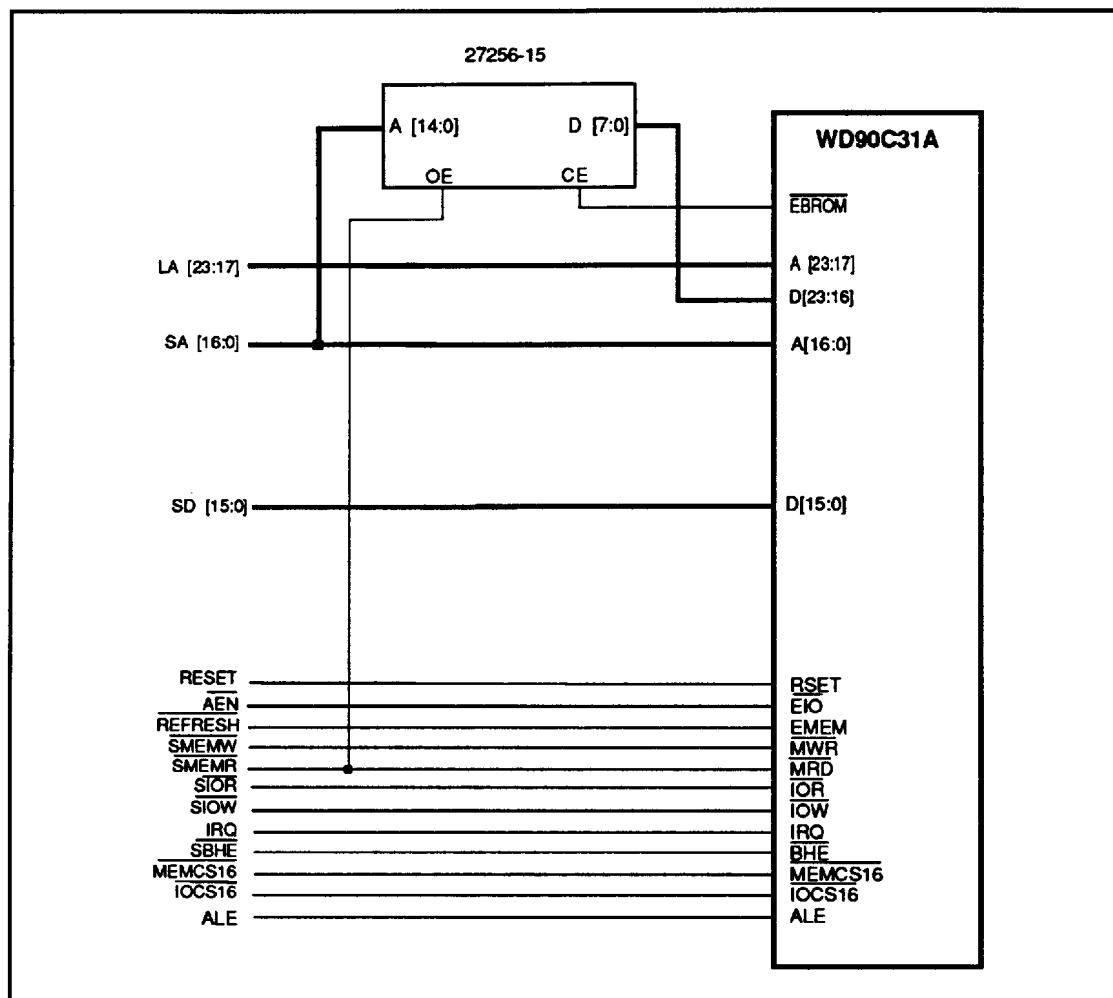 27256-15
A [14:0] D [7:0]
OE CE
WD90C31A
EBROM
LA [23:17] A [23:17]
D[23:16]
SA [16:0] A[16:0]
SD [15:0] D[15:0]
RESET RSET
AEN EIO
REFRESH EMEM
SMEMW MWR
SMEMR MRD
SIOR IOR
SIOW IOW
IRQ IRQ
SBHE BHE
MEMCS16 MEMCS16
IOCS16 IOCS16
ALE ALE